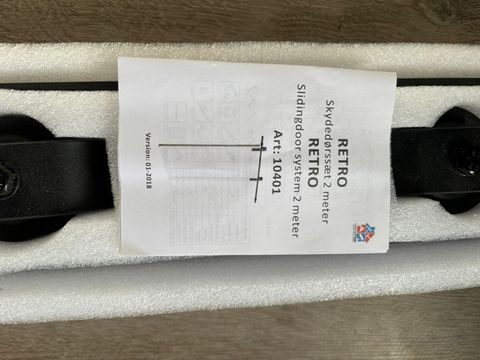 RETRO
Skydedørssæt 2 meter
RETRO
Slidingdoor system 2 meter
Art: 10401
Version: 01-2018